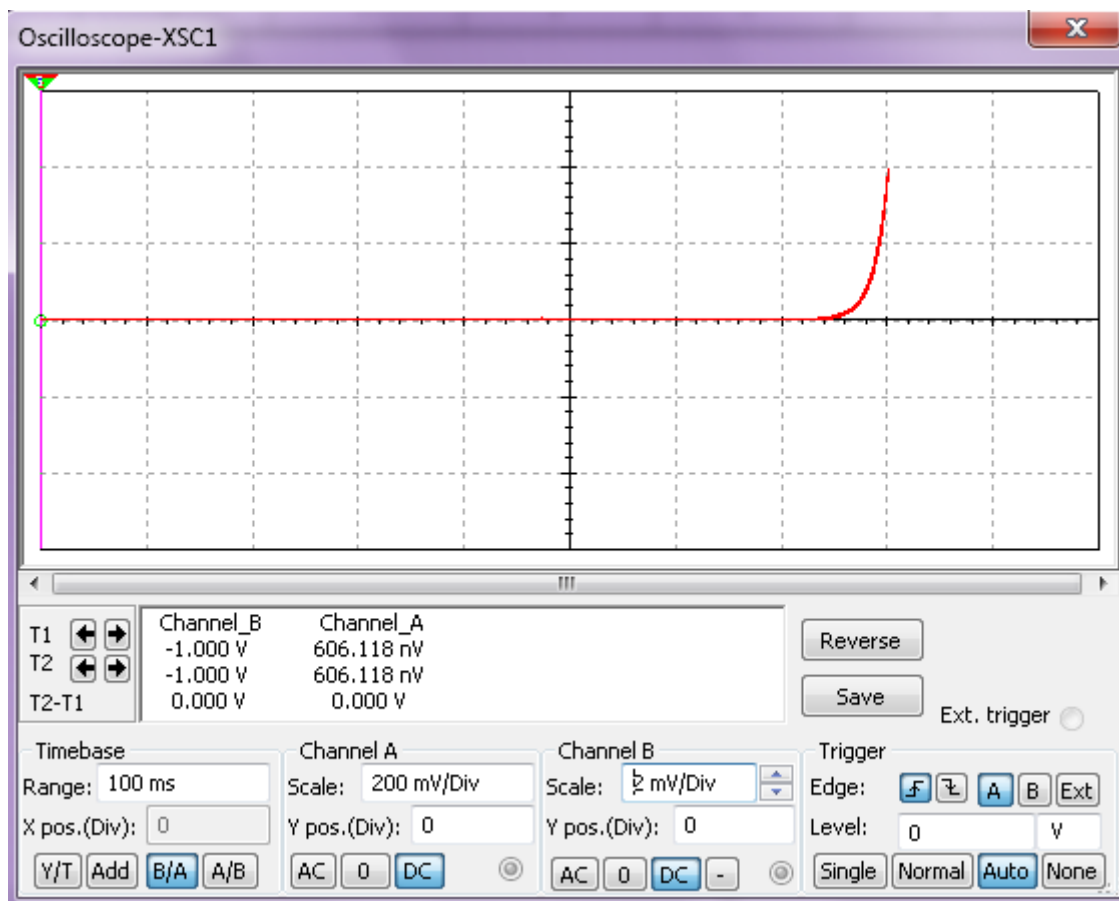 Oscilloscope-XSC1
T1
T2
T2-T1
Channel_B Channel_A
-1.000 V 606.118 nV
-1.000 V 606.118 nV
0.000 V 0.000 V
Reverse
Save
Ext. trigger
Timebase
Range: 100 ms
X pos.(Div): 0
Y/T Add B/A A/B
Channel A
Scale: 200 mV/Div
Y pos.(Div): 0
AC 0 DC
Channel B
Scale: mV/Div
Y pos.(Div): 0
AC 0 DC -
Trigger
Edge: A B Ext
Level: 0 V
Single Normal Auto None